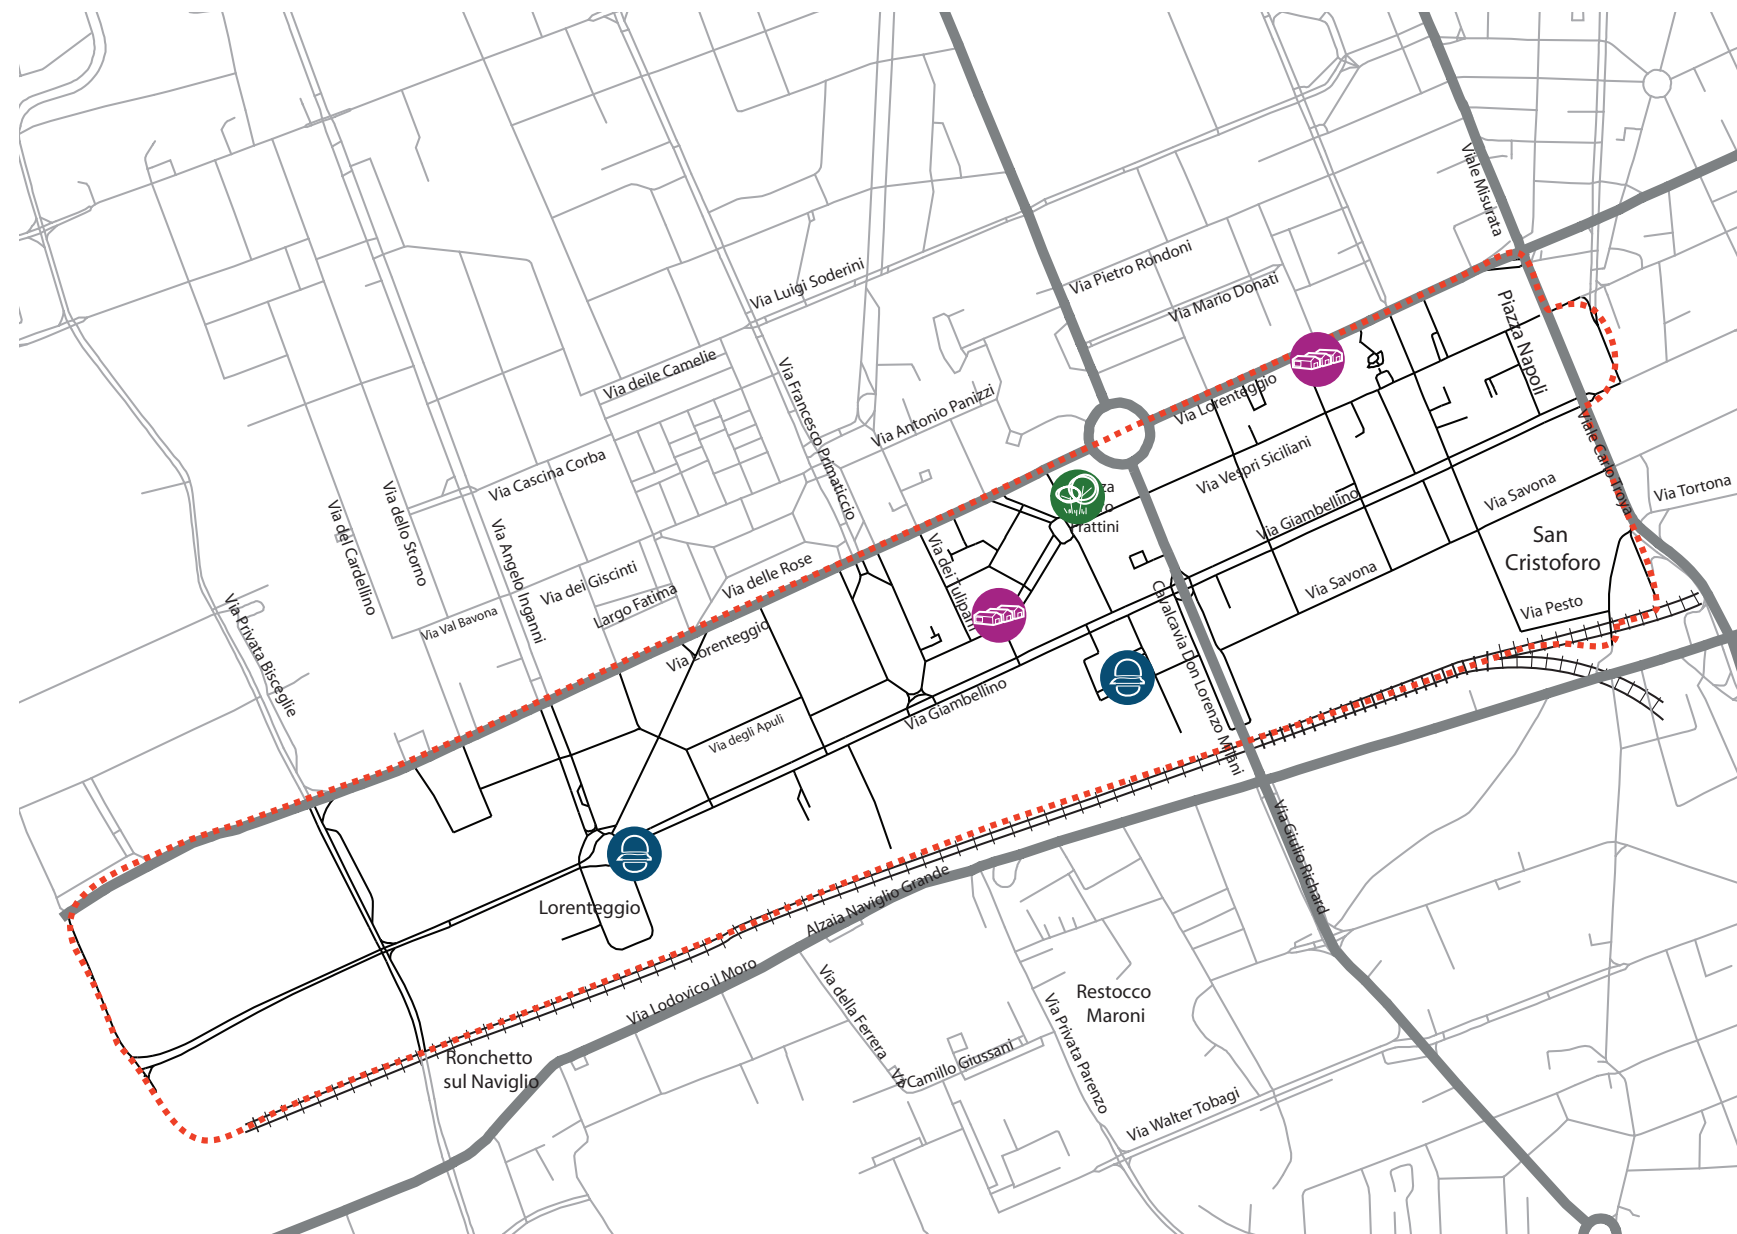 Viale Misurata
Via Pietro Rondoni
Via Luigi Soderini
Via Mario Donati
Piazza Napoli
Via deile Camelie
Via Francesco Primaticcio
Via Antonio Panizzi
Via Lorenteggio
Viale Carlo Troya
Via Vespri Siciliani
Via Cascina Corba
Via Savona
Via Tortona
Via Giambellino
Frattini
San
Cristoforo
Via dello Storno
Via del Cardellino
Via Angelo Inganni
Via dei Giscinti
Via delle Rose
Via dei Tulipani
Largo Fatima
Via Savona
Via Pesto
Via Val Bavona
Via Privata Bisceglie
Via Lorenteggio
Cavalcavia Don Lorenzo Milani
Via Giambellino
Via degli Apuli
Via Giulio Richard
Lorenteggio
Alzaia Naviglio Grande
Via Lodovico il Moro
Via della Ferrera
Restocco
Maroni
Via Privata Parenzo
Ronchetto
sul Naviglio
Camillo Giussani
Via Walter Tobagi